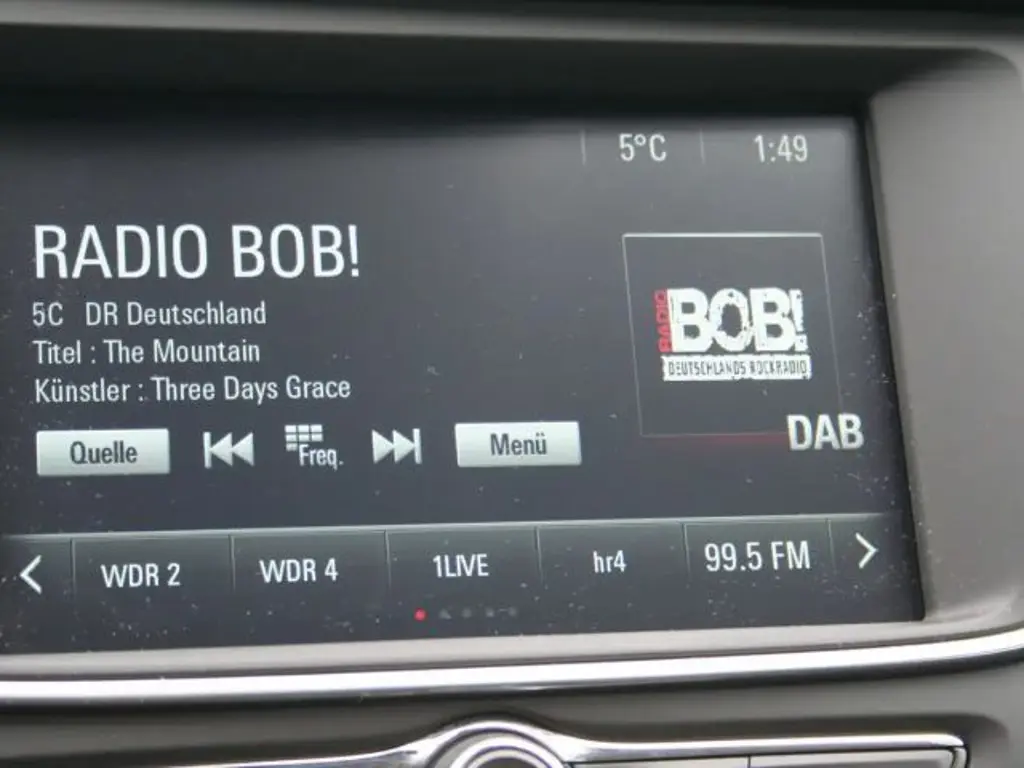 5°C 1:49
RADIO BOB!
5C DR Deutschland
Titel : The Mountain
Künstler : Three Days Grace
RADIO
BOB!
DEUTSCHLANDS ROCKRADIO
DAB
Quelle Freq. Menü
WDR 2 WDR 4 1LIVE hr4 99.5 FM